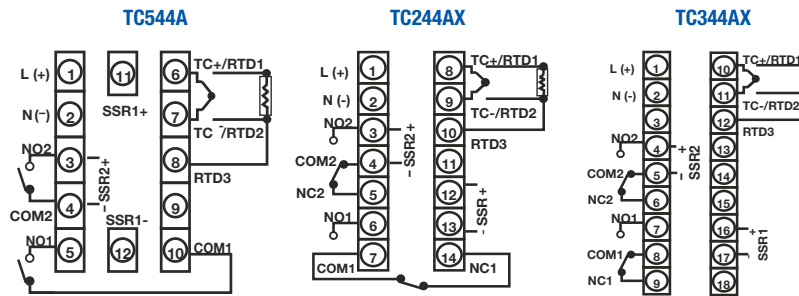 TC544A
L (+)
N (-)
NO2
COM2
NO1
1
2
3
4
5
- SSR2 +
11
SSR1+
SSR1-
12
6
7
8
9
10
TC+/RTD1
TC-/RTD2
RTD3
COM1
TC244AX
L (+)
N (-)
NO2
COM2
NC2
NO1
COM1
1
2
3
4
5
6
7
- SSR2 +
8
9
10
11
12
13
14
TC+/RTD1
TC-/RTD2
RTD3
- SSR +
NC1
TC344AX
L (+)
N (-)
NO2
COM2
NC2
NO1
COM1
NC1
1
2
3
4
5
6
7
8
9
+
-
SSR2
10
11
12
13
14
15
16
17
18
TC+/RTD1
TC-/RTD2
RTD3
+
-
SSR1